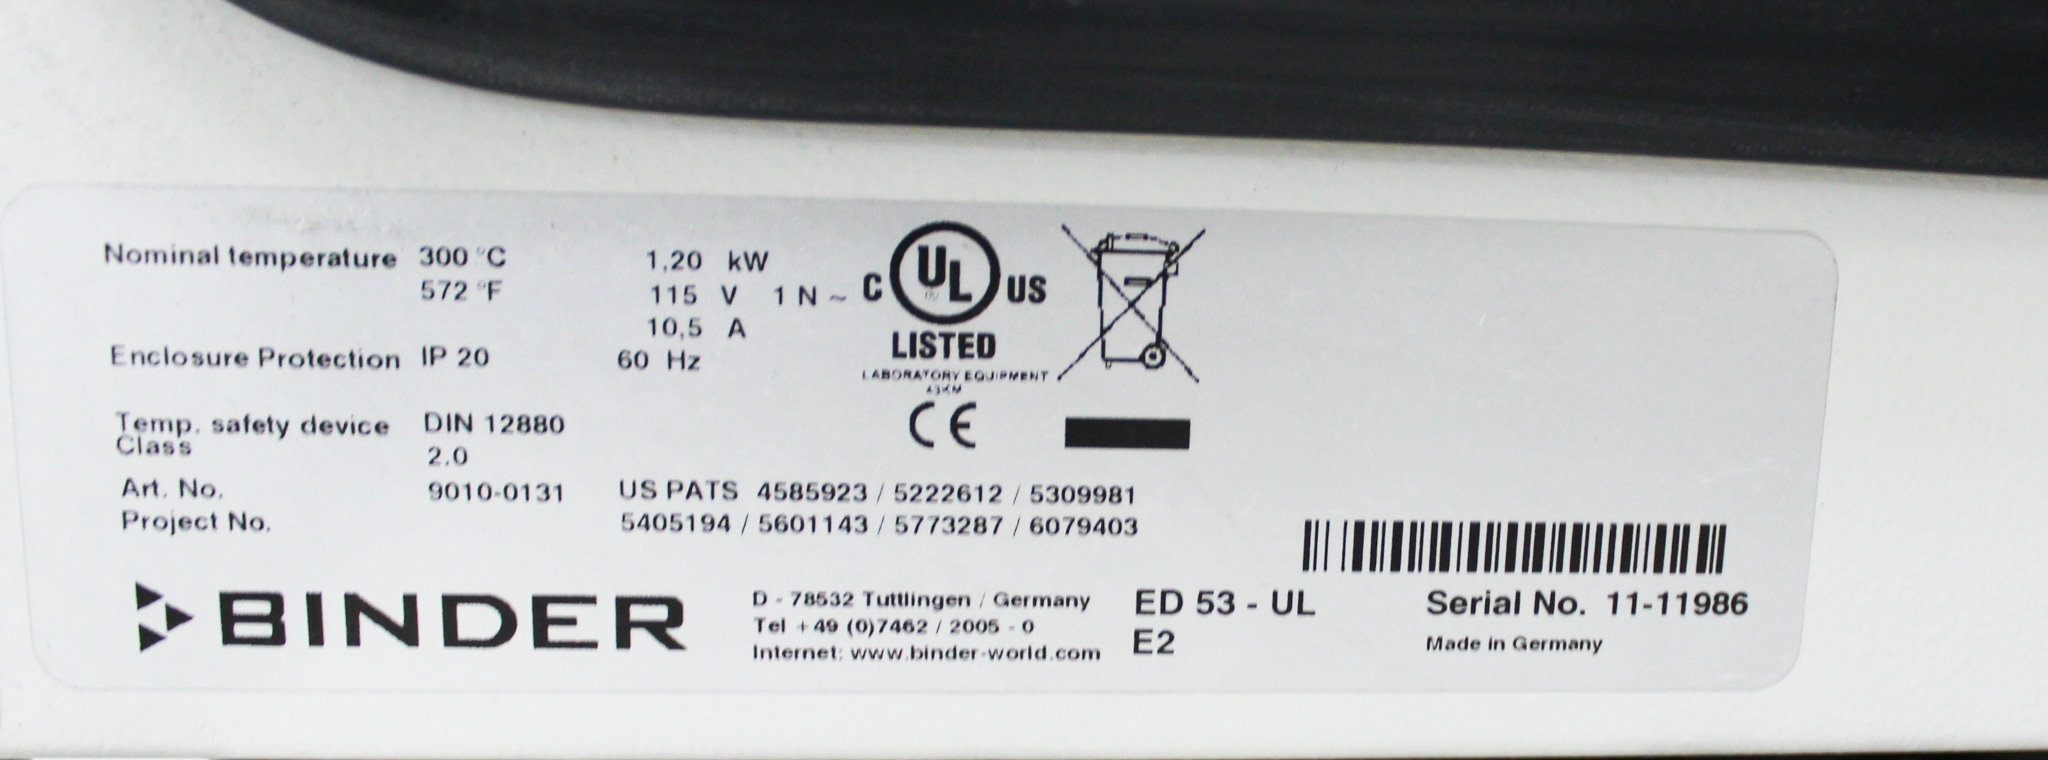 Nominal temperature 300 °C 1,20 kW
572 °F 115 V 1 N ~
10,5 A
Enclosure Protection IP 20 60 Hz
C UL US
LISTED
LABORATORY EQUIPMENT
43KM
CE
Temp. safety device DIN 12880
Class 2.0
Art. No. 9010-0131 US PATS 4585923 / 5222612 / 5309981
Project No. 5405194 / 5601143 / 5773287 / 6079403
BINDER
D - 78532 Tuttlingen / Germany
Tel +49 (0)7462 / 2005 - 0
Internet: www.binder-world.com
ED 53 - UL
E2
Serial No. 11-11986
Made in Germany